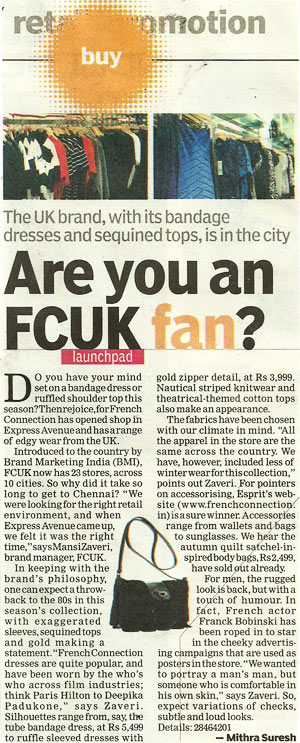 retail promotion
buy
The UK brand, with its bandage
dresses and sequined tops, is in the city
Are you an
FCUK fan?
launchpad
DO you have your mind
set on a bandage dress or
ruffled shoulder top this
season? Then rejoice, for French
Connection has opened shop in
Express Avenue and has a range
of edgy wear from the UK.
Introduced to the country by
Brand Marketing India (BMI),
FCUK now has 23 stores, across
10 cities. So why did it take so
long to get to Chennai? “We
were looking for the right retail
environment, and when
Express Avenue came up,
we felt it was the right
time,” says Mansi Zaveri,
brand manager, FCUK.
In keeping with the
brand's philosophy,
one can expect a throw-
back to the 80s in this
season's collection,
with exaggerated
sleeves, sequined tops
and gold making a
statement. “French Connection
dresses are quite popular, and
have been worn by the who's
who across film industries;
think Paris Hilton to Deepika
Padukone,” says Zaveri.
Silhouettes range from, say, the
tube bandage dress, at Rs 5,499
to ruffle sleeved dresses with
gold zipper detail, at Rs 3,999.
Nautical striped knitwear and
theatrical-themed cotton tops
also make an appearance.
The fabrics have been chosen
with our climate in mind. “All
the apparel in the store are the
same across the country. We
have, however, included less of
winter wear for this collection,”
points out Zaveri. For pointers
on accessorising, Esprit's web-
site (www.frenchconnection.
in) is a sure winner. Accessories
range from wallets and bags
to sunglasses. We hear the
autumn quilt satchel-in-
spired body bags, Rs2,499,
have sold out already.
For men, the rugged
look is back, but with a
touch of humour. In
fact, French actor
Franck Bobinski has
been roped in to star
in the cheeky advertis-
ing campaigns that are used as
posters in the store. “We wanted
to portray a man's man, but
someone who is comfortable in
his own skin,” says Zaveri. So,
expect variations of checks,
subtle and loud looks.
Details: 28464201
— Mithra Suresh